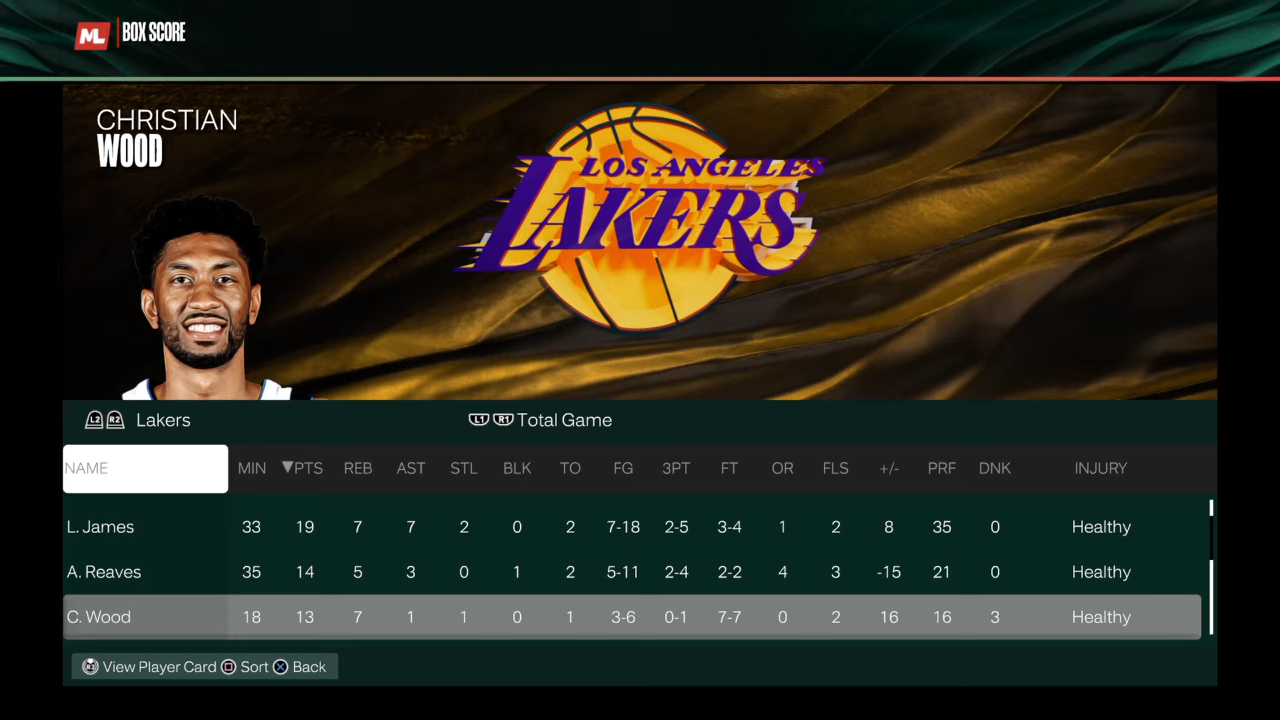 ML BOX SCORE
CHRISTIAN
WOOD
LOS ANGELES
LAKERS
L2 R2 Lakers L1 R1 Total Game
NAME MIN ▼PTS REB AST STL BLK TO FG 3PT FT OR FLS +/- PRF DNK INJURY
L. James 33 19 7 7 2 0 2 7-18 2-5 3-4 1 2 8 35 0 Healthy
A. Reaves 35 14 5 3 0 1 2 5-11 2-4 2-2 4 3 -15 21 0 Healthy
C. Wood 18 13 7 1 1 0 1 3-6 0-1 7-7 0 2 16 16 3 Healthy
R3 View Player Card Sort Back